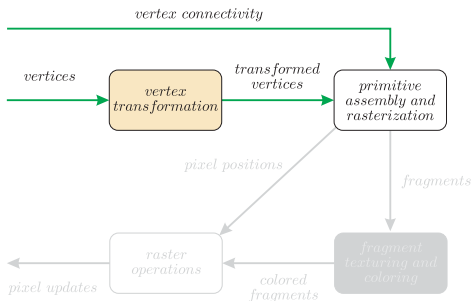 vertex connectivity
vertices
vertex
transformation
transformed
vertices
primitive
assembly and
rasterization
pixel positions
fragments
raster
operations
fragment
texturing and
coloring
pixel updates
colored
fragments